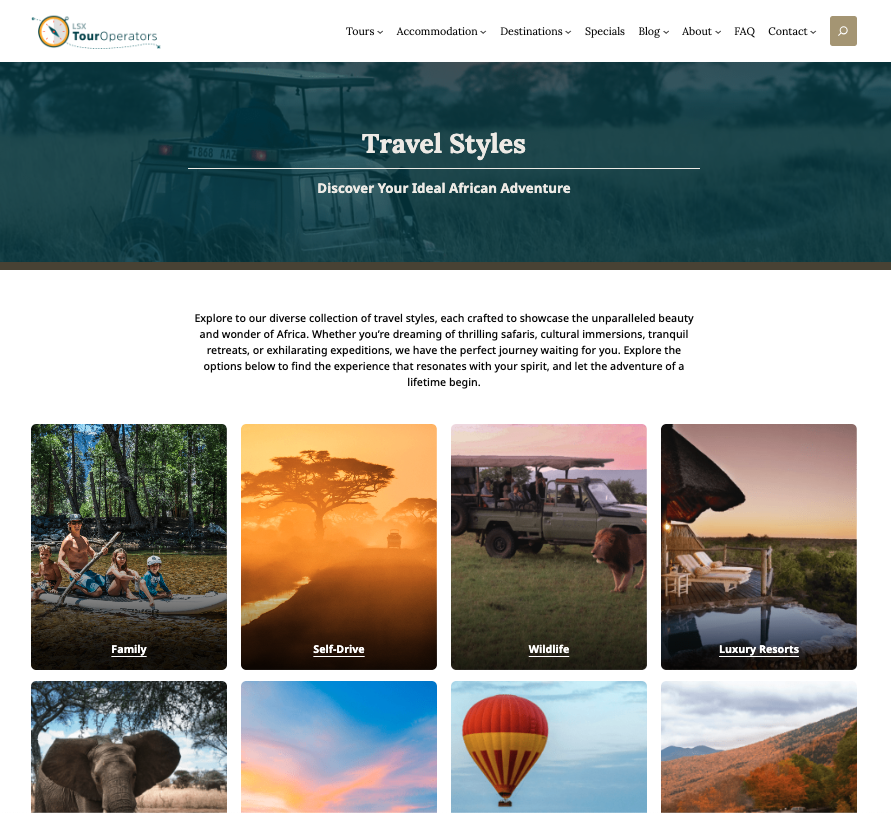 LSX
TourOperators
Tours Accommodation Destinations Specials Blog About FAQ Contact
Travel Styles
Discover Your Ideal African Adventure
Explore to our diverse collection of travel styles, each crafted to showcase the unparalleled beauty
and wonder of Africa. Whether you're dreaming of thrilling safaris, cultural immersions, tranquil
retreats, or exhilarating expeditions, we have the perfect journey waiting for you. Explore the
options below to find the experience that resonates with your spirit, and let the adventure of a
lifetime begin.
Family
Self-Drive
Wildlife
Luxury Resorts